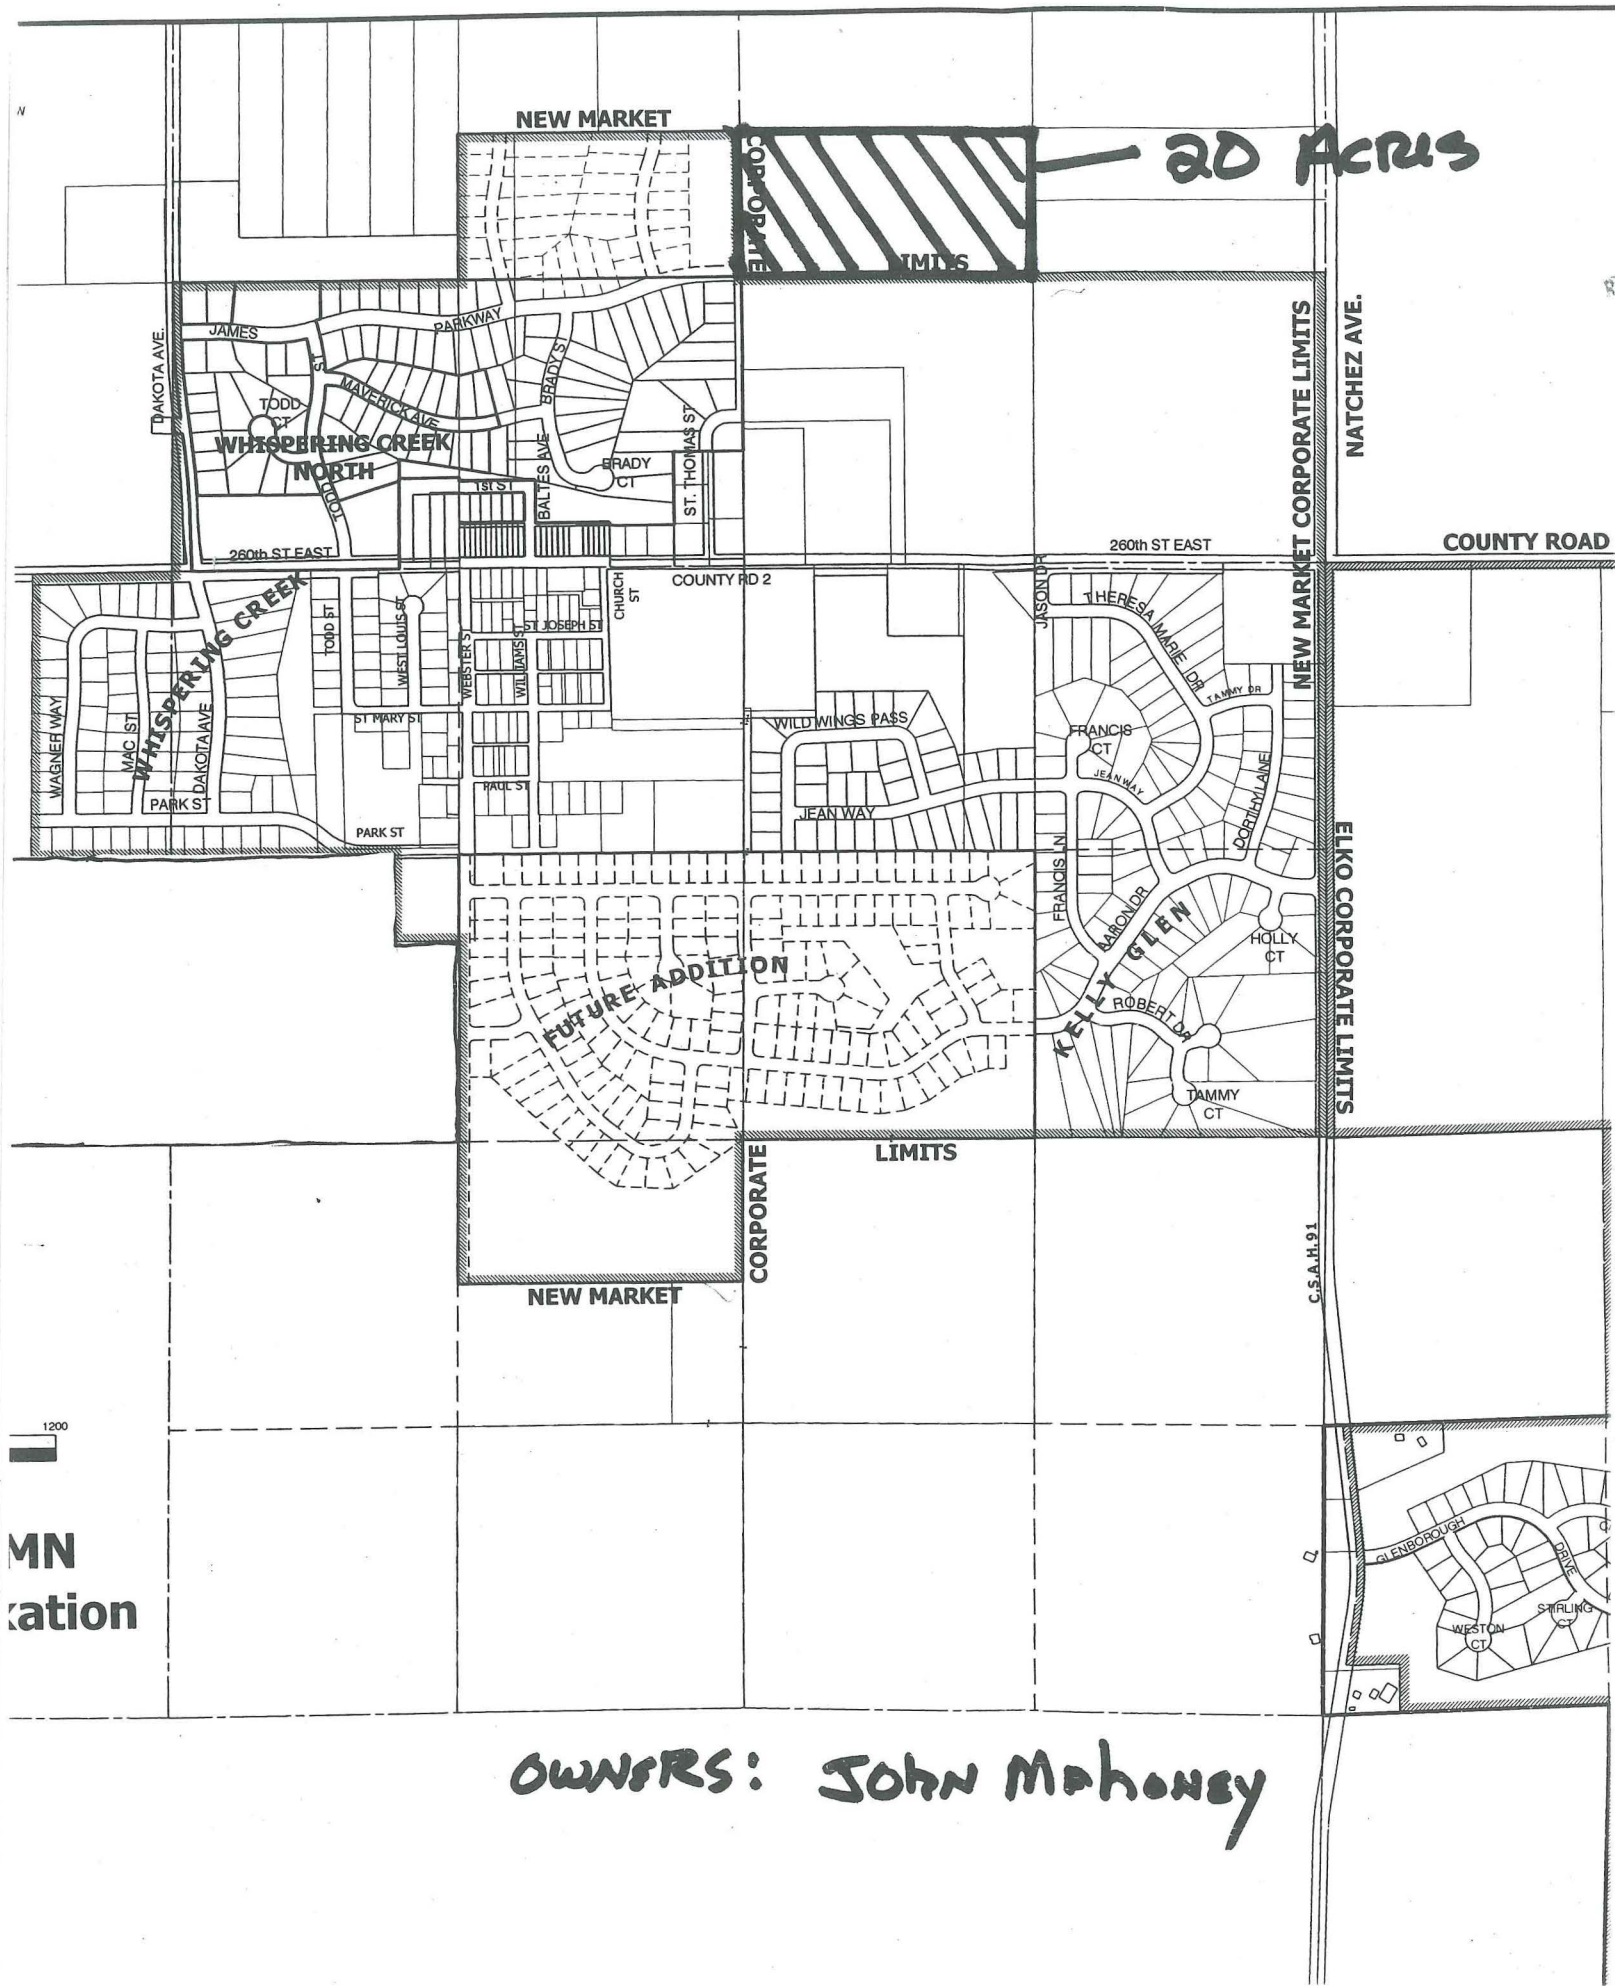 N
NEW MARKET
CORPORATE
LIMITS
20 ACRES
JAMES
PARKWAY
ST
DAKOTA AVE.
MAVERICK AVE
BRADY S
TODD
CT
WHISPERING CREEK
NORTH
TODD
BALTES AVE
BRADY
CT
ST. THOMAS ST
1st ST
260th ST EAST
260th ST EAST
NEW MARKET CORPORATE LIMITS
NATCHEZ AVE.
COUNTY ROAD
COUNTY RD 2
CHURCH
ST
WHISPERING CREEK
TODD ST
WEST LOUIS ST
WEBSTER ST
WILLIAMS ST
ST JOSEPH ST
ST MARY ST
PAUL ST
WAGNER WAY
MAC ST
DAKOTA AVE
PARK ST
PARK ST
JASON DR
THERESA MARIE DR
TAMMY DR
WILD WINGS PASS
FRANCIS
CT
JEAN WAY
JEAN WAY
DORTHY LANE
FRANCIS LN
AARON DR
KELLY GLEN
HOLLY
CT
ROBERT DR
TAMMY
CT
ELKO CORPORATE LIMITS
FUTURE ADDITION
LIMITS
CORPORATE
NEW MARKET
C.S.A.H. 91
1200
MN
xation
GLENBOROUGH
DRIVE
STIRLING
CT
WESTON
CT
OWNERS: JOHN MAHONEY